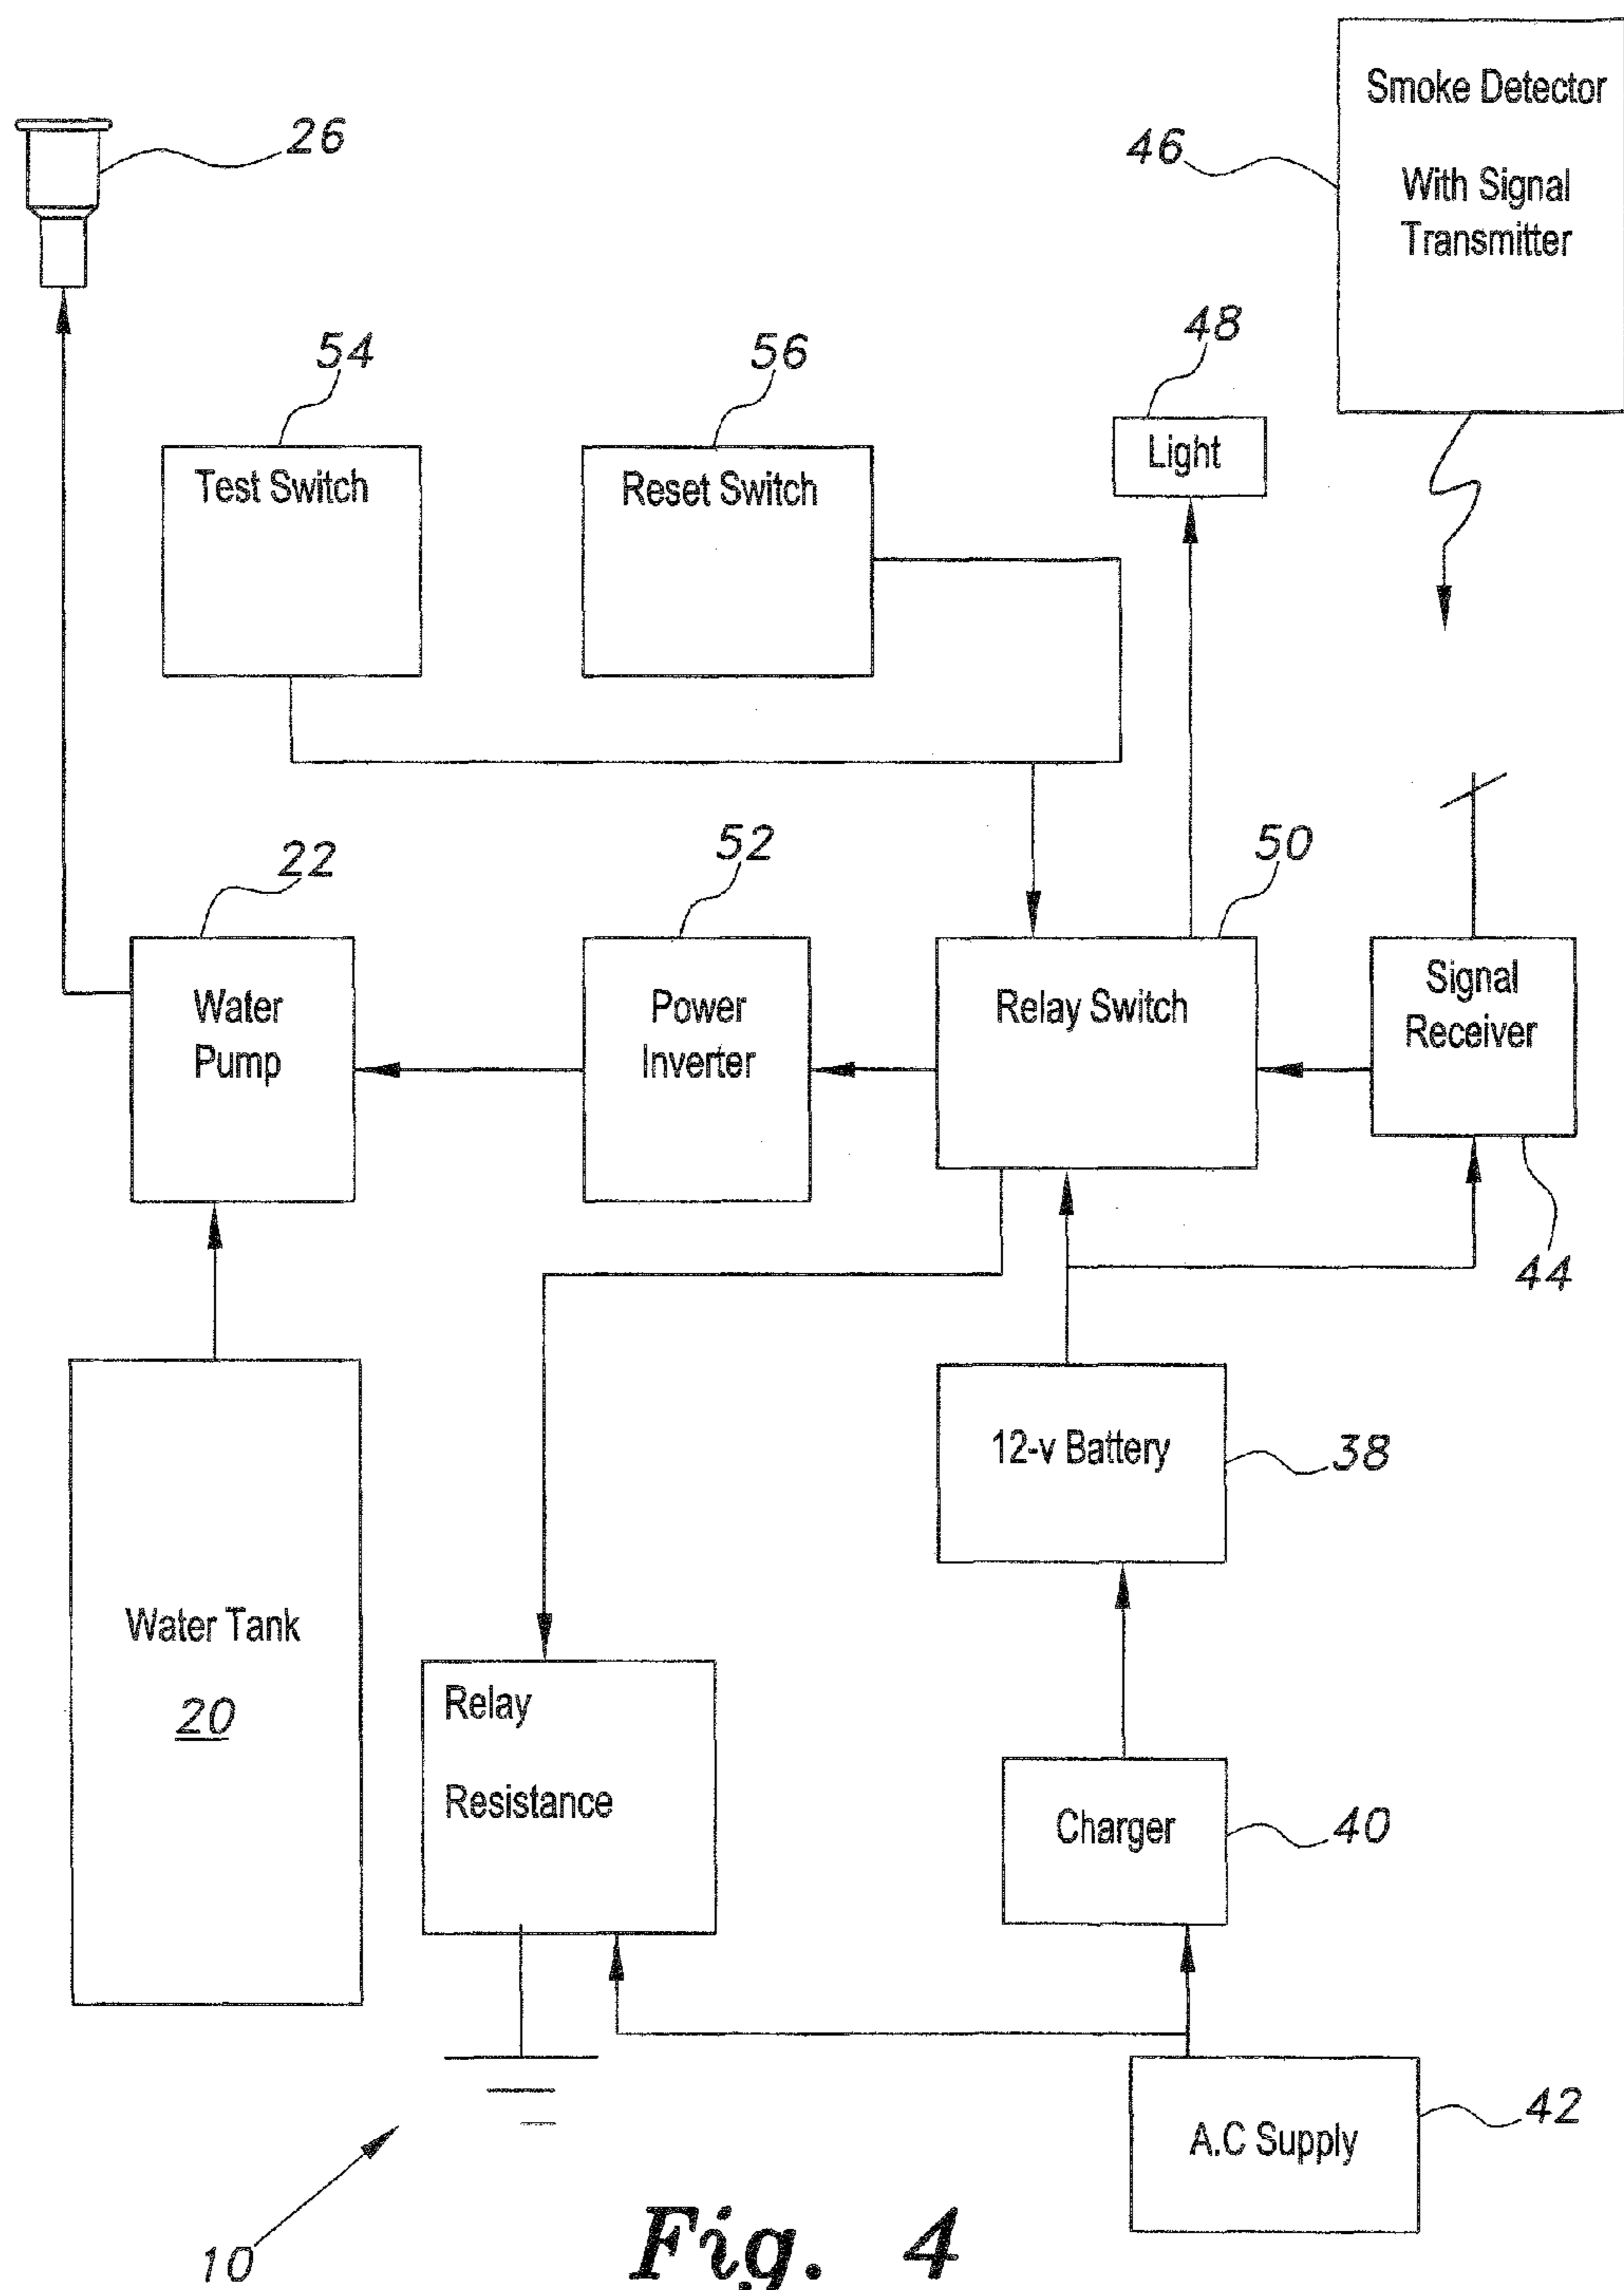 Smoke Detector
With Signal
Transmitter
26
46
54
56
48
Test Switch
Reset Switch
Light
22
52
50
Water
Pump
Power
Inverter
Relay Switch
Signal
Receiver
44
12-v Battery
38
Water Tank
20
Relay
Resistance
Charger
40
A.C Supply
42
10
Fig. 4